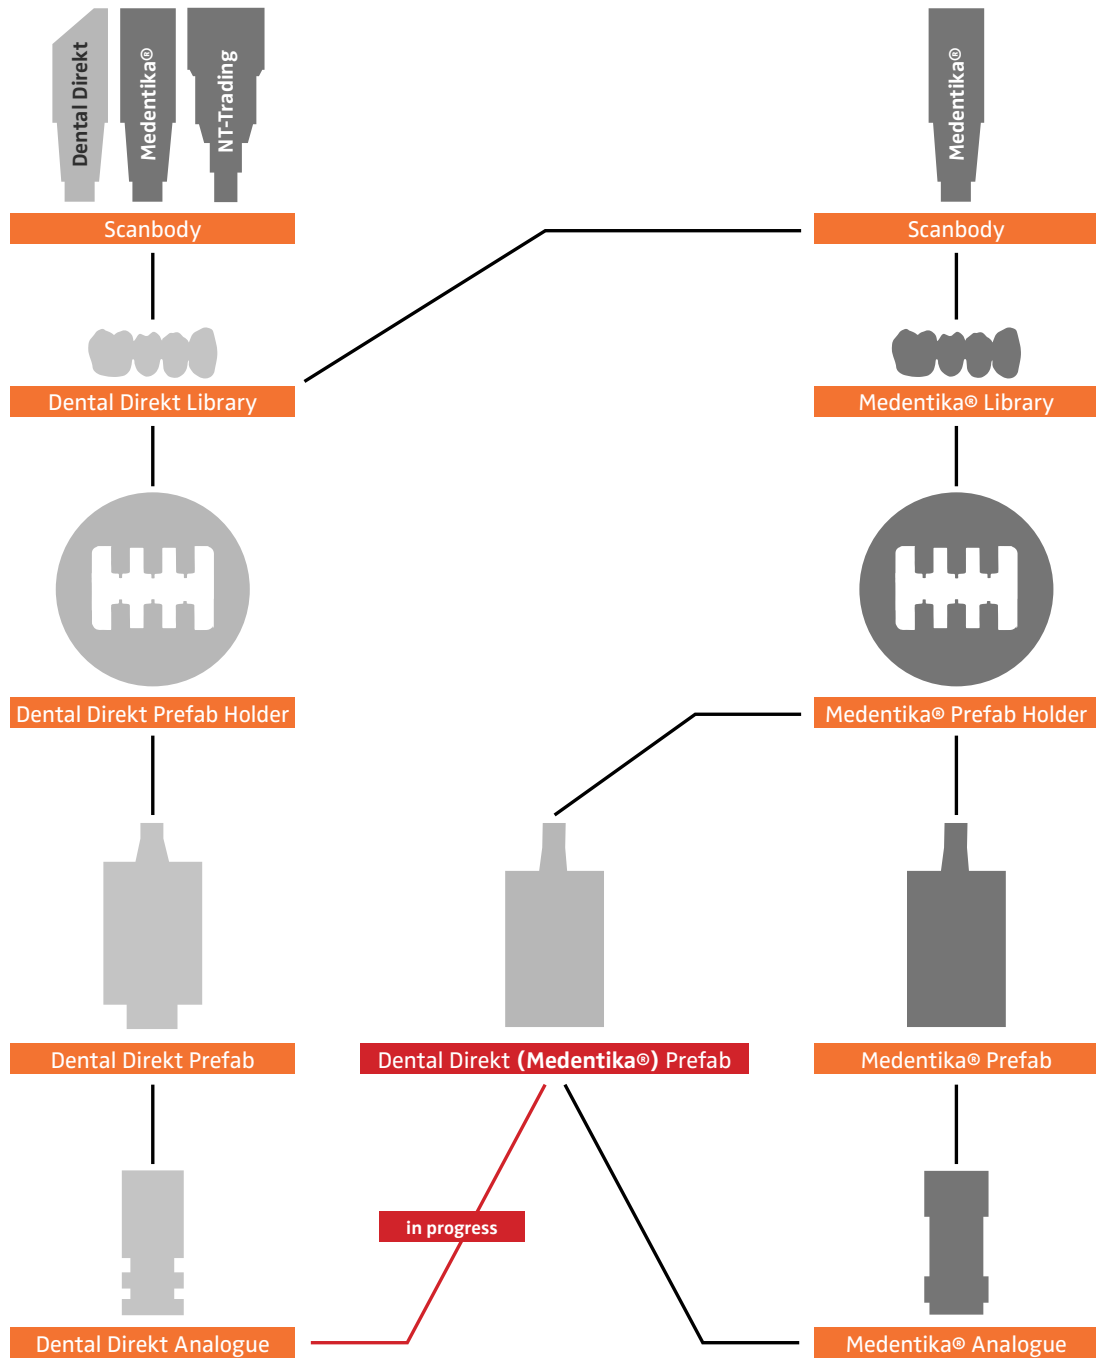 Dental Direkt
Medentika®
NT-Trading
Medentika®
Scanbody
Scanbody
Dental Direkt Library
Medentika® Library
Dental Direkt Prefab Holder
Medentika® Prefab Holder
Dental Direkt Prefab
Dental Direkt (Medentika®) Prefab
Medentika® Prefab
in progress
Dental Direkt Analogue
Medentika® Analogue